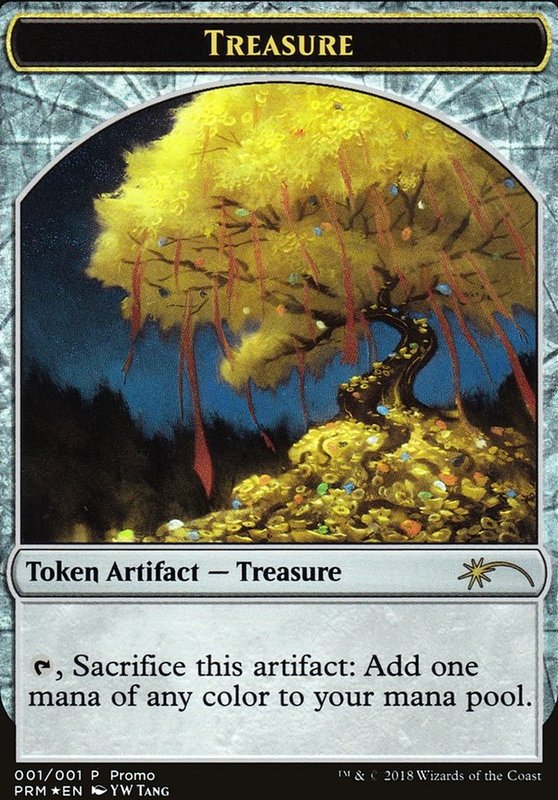 Treasure
Token Artifact — Treasure
, Sacrifice this artifact: Add one
mana of any color to your mana pool.
001/001 P Promo
PRM ★ EN YW Tang
™ & © 2018 Wizards of the Coast